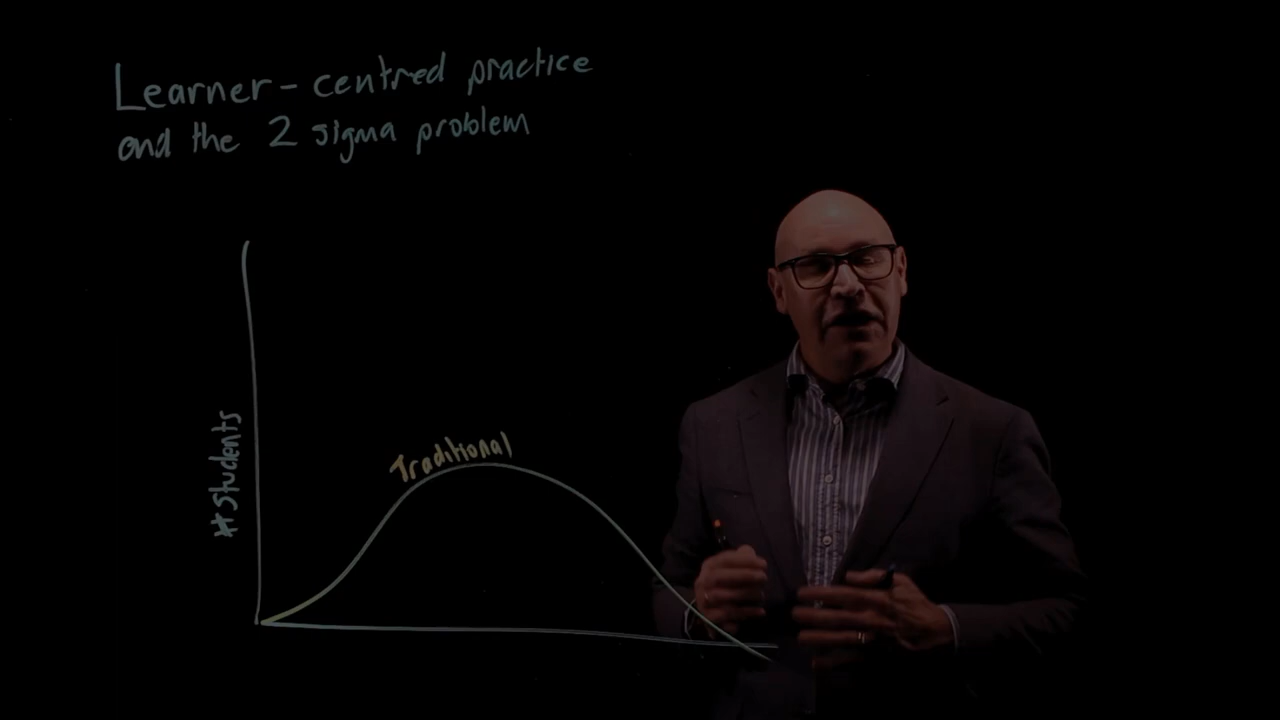 Learner-centred practice
and the 2 sigma problem
Traditional
#Students